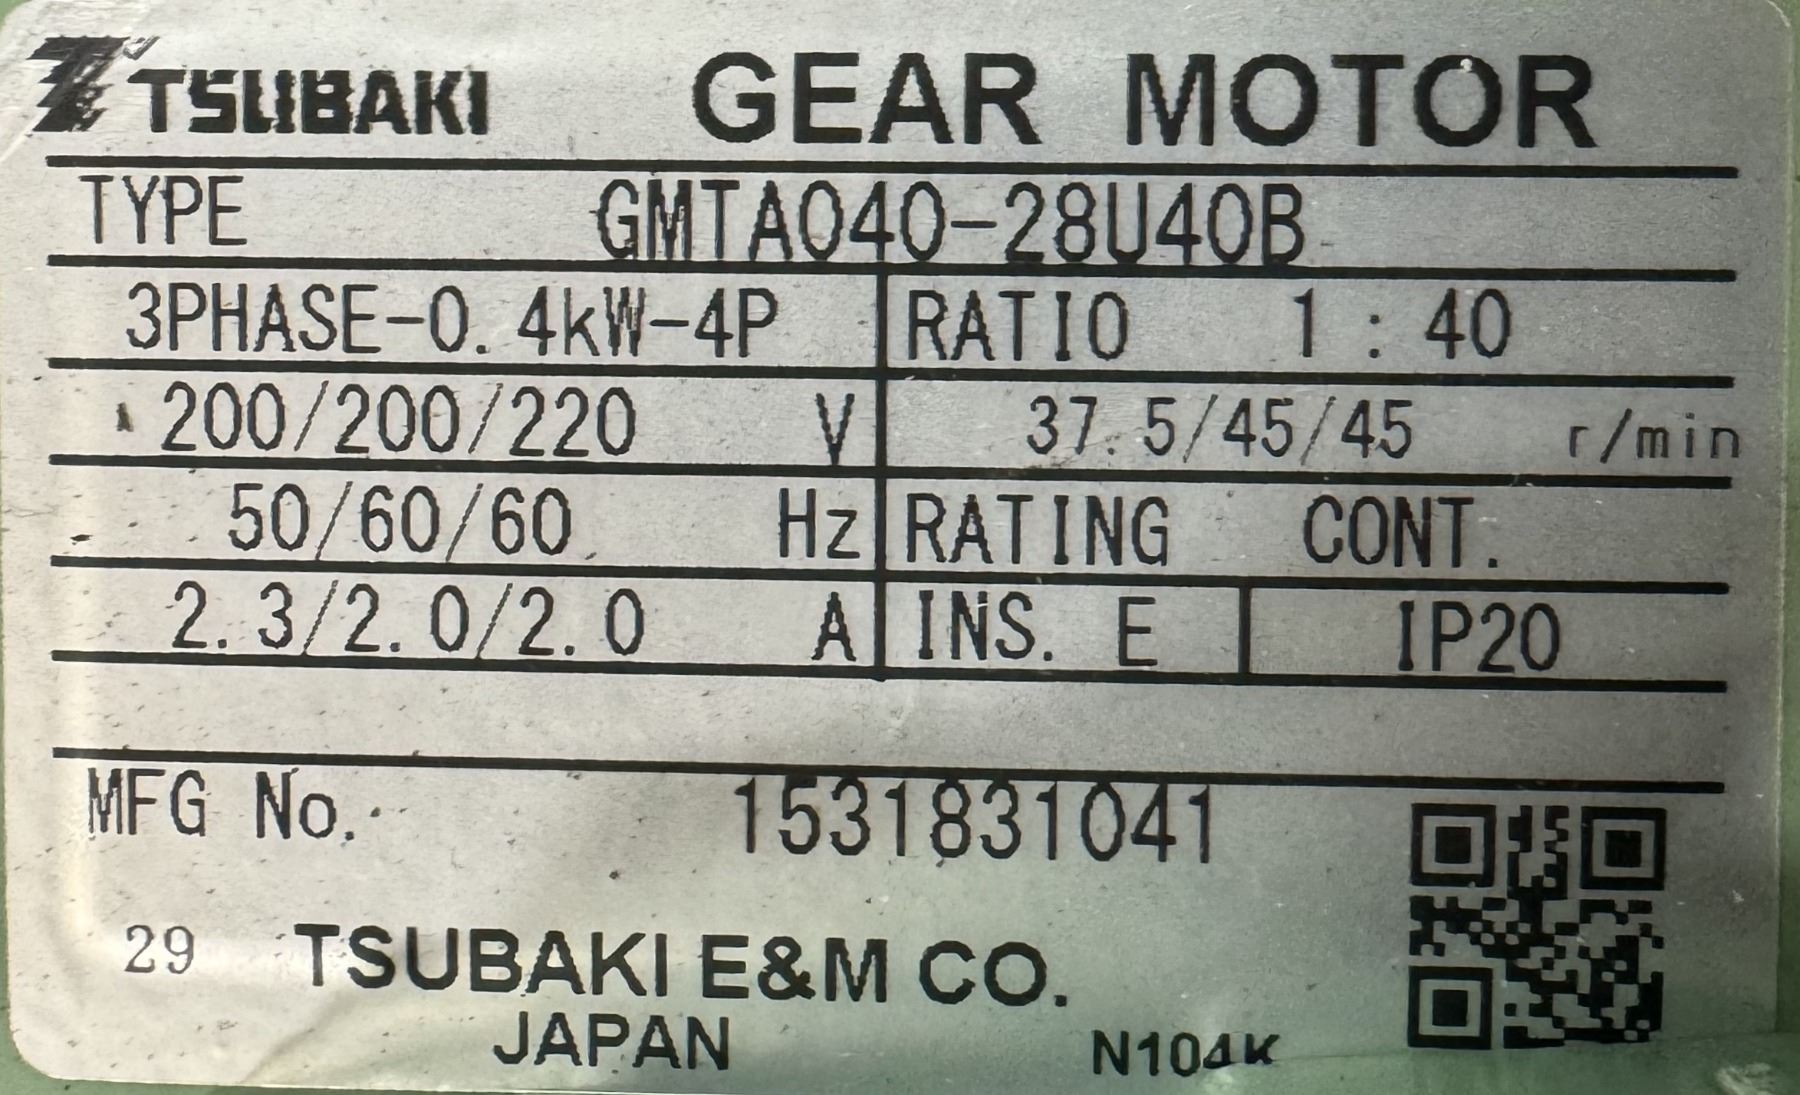 TSUBAKI GEAR MOTOR
TYPE GMTA040-28U40B
3PHASE-0.4kW-4P RATIO 1:40
200/200/220 V 37.5/45/45 r/min
50/60/60 Hz RATING CONT.
2.3/2.0/2.0 A INS. E IP20
MFG No. 1531831041
29 TSUBAKI E&M CO.
JAPAN N104K